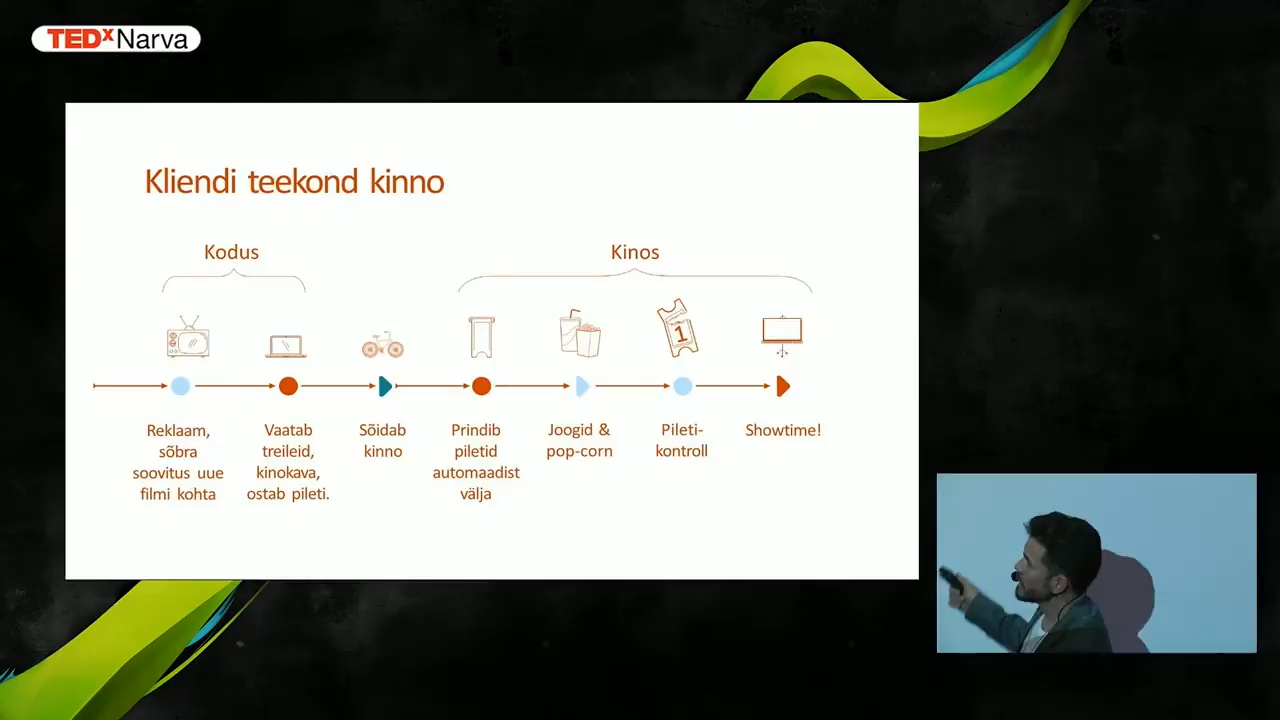 TEDxNarva
Kliendi teekond kinno
Kodus
Kinos
1
Reklaam,
sõbra
soovitus uue
filmi kohta
Vaatab
treileid,
kinokava,
ostab pileti.
Sõidab
kinno
Prindib
piletid
automaadist
välja
Joogid &
pop-corn
Pileti-
kontroll
Showtime!